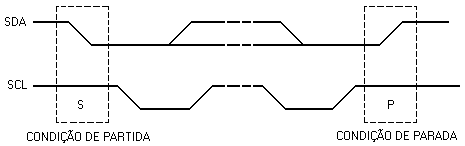 SDA
SCL
S
P
CONDIÇÃO DE PARTIDA
CONDIÇÃO DE PARADA